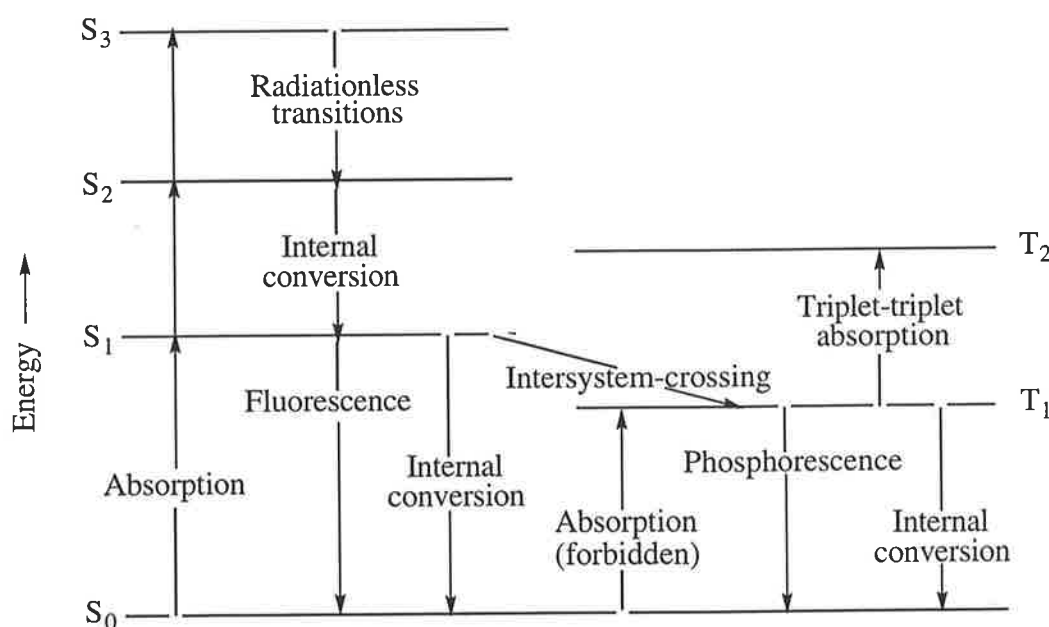 S3
Radiationless
transitions
S2
Internal
conversion
T2
Triplet-triplet
absorption
Energy
S1
Intersystem-crossing
Fluorescence
T1
Phosphorescence
Absorption
Internal
conversion
Absorption
(forbidden)
Internal
conversion
S0